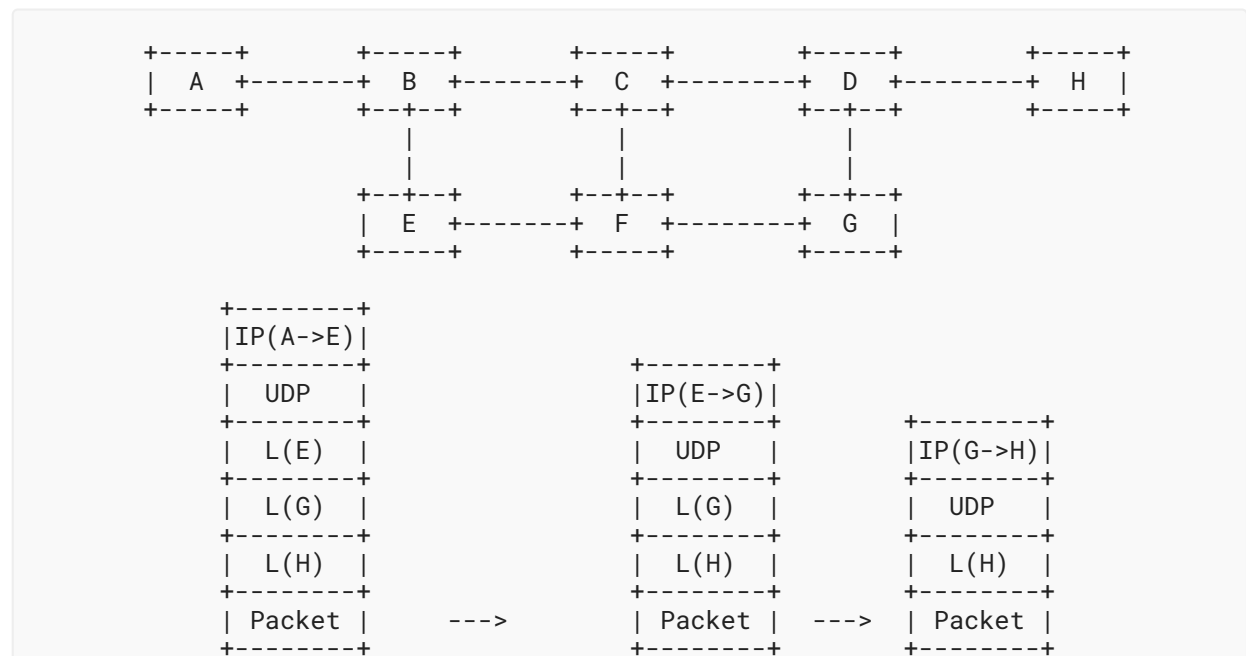 +-----+       +-----+       +-----+        +-----+        +-----+
|  A  +-------+  B  +-------+  C  +--------+  D  +--------+  H  |
+-----+       +--+--+       +--+--+        +--+--+        +-----+
                 |             |              |
                 |             |              |
              +--+--+       +--+--+        +--+--+
              |  E  +-------+  F  +--------+  G  |
              +-----+       +-----+        +-----+
     +--------+
     |IP(A->E)|
     +--------+                 +--------+
     |  UDP   |                 |IP(E->G)|
     +--------+                 +--------+        +--------+
     |  L(E)  |                 |  UDP   |        |IP(G->H)|
     +--------+                 +--------+        +--------+
     |  L(G)  |                 |  L(G)  |        |  UDP   |
     +--------+                 +--------+        +--------+
     |  L(H)  |                 |  L(H)  |        |  L(H)  |
     +--------+                 +--------+        +--------+
     | Packet |     --->        | Packet |  --->  | Packet |
     +--------+                 +--------+        +--------+